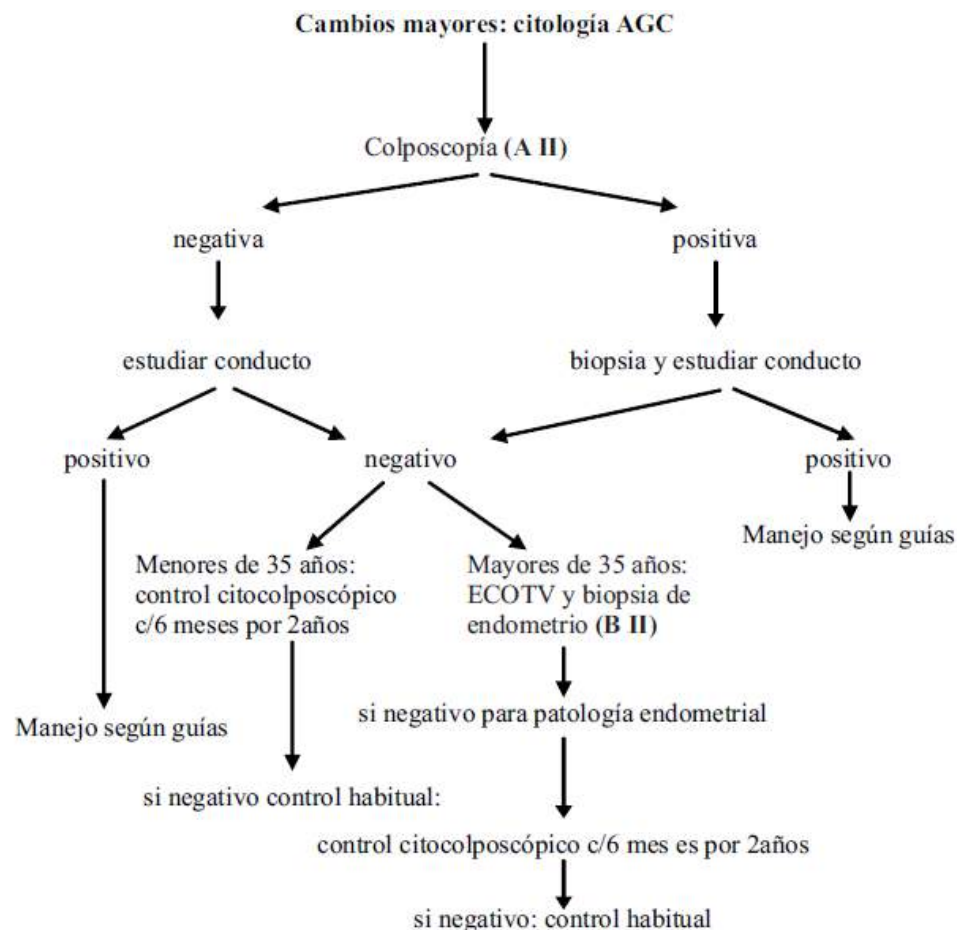 Cambios mayores: citología AGC
Colposcopía (A II)
negativa
positiva
estudiar conducto
biopsia y estudiar conducto
positivo
negativo
positivo
Manejo según guías
Menores de 35 años:
control citocolposcópico
c/6 meses por 2años
Mayores de 35 años:
ECOTV y biopsia de
endometrio (B II)
Manejo según guías
si negativo para patología endometrial
si negativo control habitual:
control citocolposcópico c/6 mes es por 2años
si negativo: control habitual